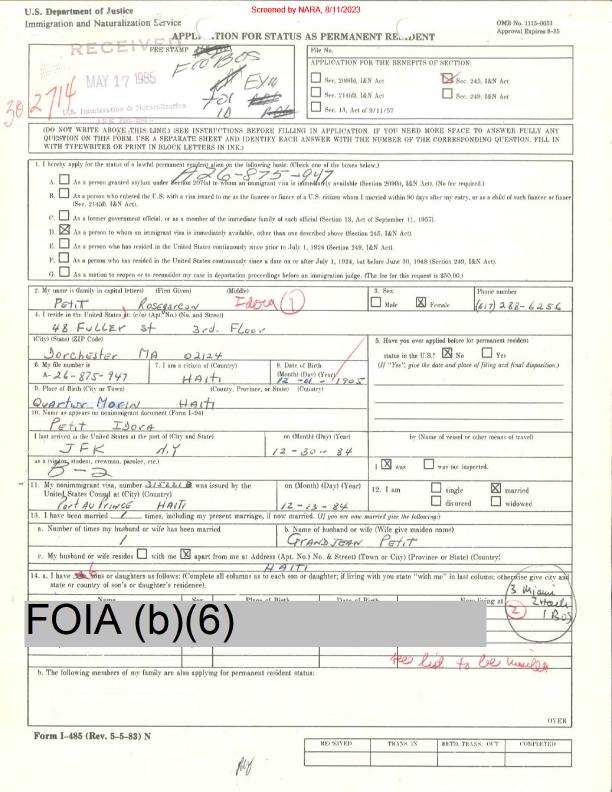 Screened by NARA, 8/11/2023
U.S. Department of Justice
Immigration and Naturalization Service
OMB No. 1115-0053
Approval Expires 8-85
APPLICATION FOR STATUS AS PERMANENT RESIDENT
RECEIVED
FEE STAMP
MAY 17 1985
U.S. Immigration & Naturalization
302714
File No.
APPLICATION FOR THE BENEFITS OF SECTION:
Sec. 209(b), I&N Act
Sec. 245, I&N Act
Sec. 214(d), I&N Act
Sec. 249, I&N Act
Sec. 13, Act of 9/11/57
(DO NOT WRITE ABOVE THIS LINE) (SEE INSTRUCTIONS BEFORE FILLING IN APPLICATION. IF YOU NEED MORE SPACE TO ANSWER FULLY ANY
QUESTION ON THIS FORM. USE A SEPARATE SHEET AND IDENTIFY EACH ANSWER WITH THE NUMBER OF THE CORRESPONDING QUESTION. FILL IN
WITH TYPEWRITER OR PRINT IN BLOCK LETTERS IN INK.)
1. I hereby apply for the status of a lawful permanent resident alien on the following basis: (Check one of the boxes below.)
A26-875-947
A. As a person granted asylum under Section 207(a) to whom an immigrant visa is immediately available (Section 209(b), I&N Act). (No fee required.)
B. As a person who entered the U.S. with a visa issued to me as the fiancee or fiance of a U.S. citizen whom I married within 90 days after my entry, or as a child of such fiancee or fiance
(Sec. 214(d), I&N Act).
C. As a former government official, or as a member of the immediate family of such official (Section 13, Act of September 11, 1957).
D. As a person to whom an immigrant visa is immediately available, other than one described above (Section 245, I&N Act).
E. As a person who has resided in the United States continuously since prior to July 1, 1924 (Section 249, I&N Act).
F. As a person who has resided in the United States continuously since a date on or after July 1, 1924, but before June 30, 1948 (Section 249, I&N Act).
G. As a motion to reopen or to reconsider my case in deportation proceedings before an immigration judge. (The fee for this request is $50.00.)
2. My name is (family in capital letters) (First Given) (Middle)
Petit Rosegarcon Idora 1
3. Sex
Male
Female
Phone number
(617) 288-6256
4. I reside in the United States at: (c/o) (Apt. No.) (No. and Street)
48 Fuller St 3rd. Floor
(City) (State) (ZIP Code)
Dorchester MA 02124
5. Have you ever applied before for permanent resident
status in the U.S.? No Yes
(If "Yes", give the date and place of filing and final disposition.)
6. My file number is
A-26-875-947
7. I am a citizen of (Country)
HAITI
8. Date of Birth
(Month) (Day) (Year)
12-01-1905
9. Place of Birth (City or Town) (County, Province, or State) (Country)
Quartier Morin HAITI
10. Name as appears on nonimmigrant document (Form I-94)
Petit Idora
I last arrived in the United States at the port of (City and State)
JFK N.Y
on (Month) (Day) (Year)
12-30-84
by (Name of vessel or other means of travel)
as a (visitor, student, crewman, parolee, etc.)
B-2
I was was not inspected.
11. My nonimmigrant visa, number 315221B was issued by the
United States Consul at (City) (Country)
Port Au Prince Haiti
on (Month) (Day) (Year)
12-13-84
12. I am single married
divorced widowed
13. I have been married 1 times, including my present marriage, if now married. (If you are now married give the following:)
a. Number of times my husband or wife has been married
1
b. Name of husband or wife (Wife give maiden name)
Grandjean Petit
c. My husband or wife resides with me apart from me at Address (Apt. No.) No. & Street) (Town or City) (Province or State) (Country)
HAITI
14. a. I have 6 sons or daughters as follows: (Complete all columns as to each son or daughter; if living with you state "with me" in last column; otherwise give city and
state or country of son's or daughter's residence).
Name Sex Place of Birth Date of Birth Now living at
3 Miami
2 Haiti
1 Bos
2
FOIA (b)(6)
b. The following members of my family are also applying for permanent resident status:
OVER
Form I-485 (Rev. 5-5-83) N
RECEIVED TRANS. IN RETD. TRANS. OUT COMPLETED